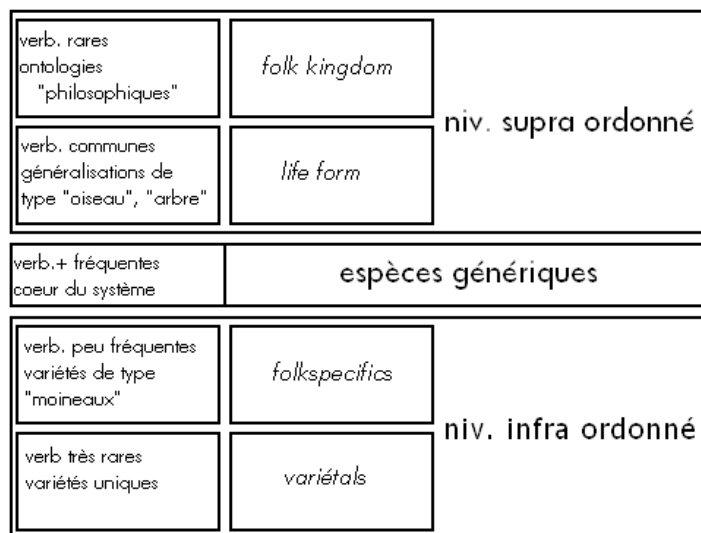 verb. rares
ontologies
"philosophiques"
folk kingdom
niv. supra ordonné
verb. communes
généralisations de
type "oiseau", "arbre"
life form
verb.+ fréquentes
coeur du système
espèces génériques
verb. peu fréquentes
variétés de type
"moineaux"
folkspecifics
niv. infra ordonné
verb très rares
variétés uniques
variétals